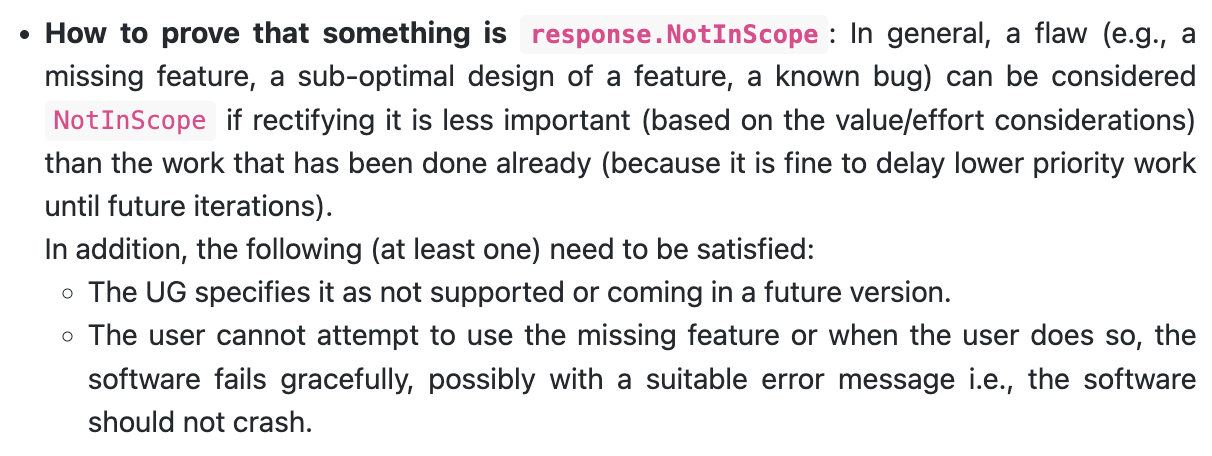 • How to prove that something is response.NotInScope: In general, a flaw (e.g., a
missing feature, a sub-optimal design of a feature, a known bug) can be considered
NotInScope if rectifying it is less important (based on the value/effort considerations)
than the work that has been done already (because it is fine to delay lower priority work
until future iterations).
In addition, the following (at least one) need to be satisfied:
◦ The UG specifies it as not supported or coming in a future version.
◦ The user cannot attempt to use the missing feature or when the user does so, the
software fails gracefully, possibly with a suitable error message i.e., the software
should not crash.